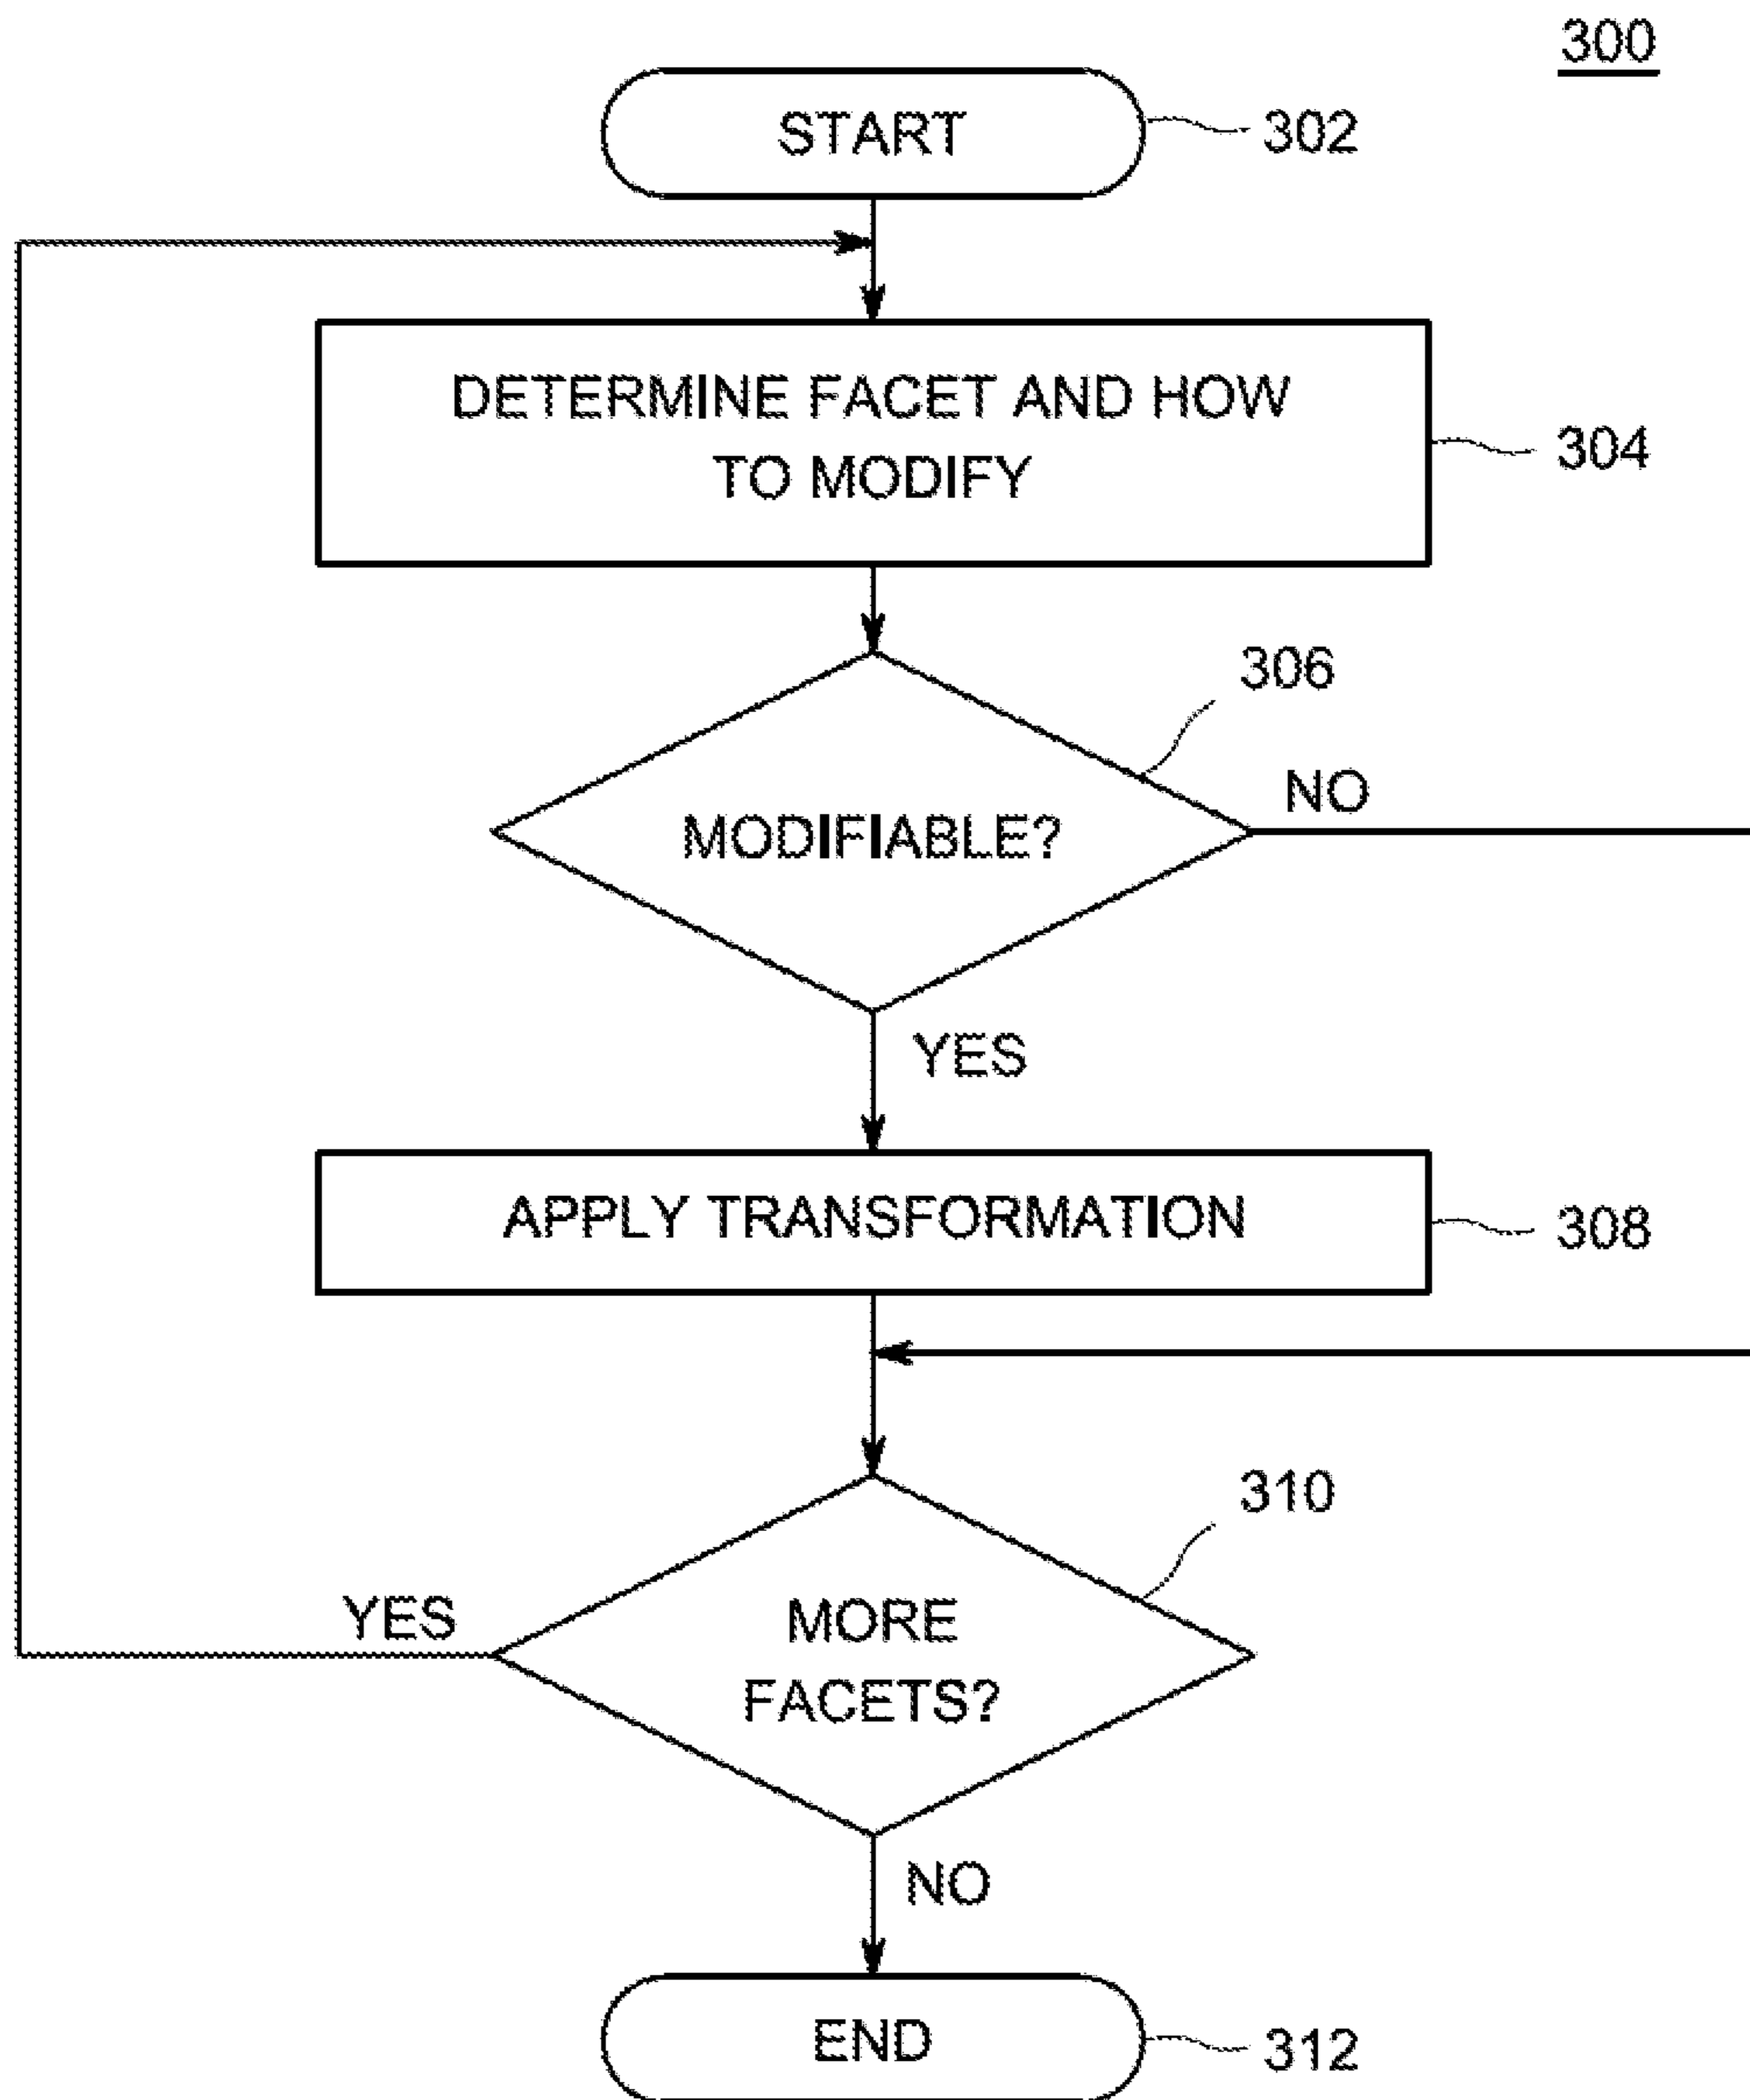 300
START
302
DETERMINE FACET AND HOW
TO MODIFY
304
306
NO
MODIFIABLE?
YES
APPLY TRANSFORMATION
308
310
YES
MORE
FACETS?
NO
END
312